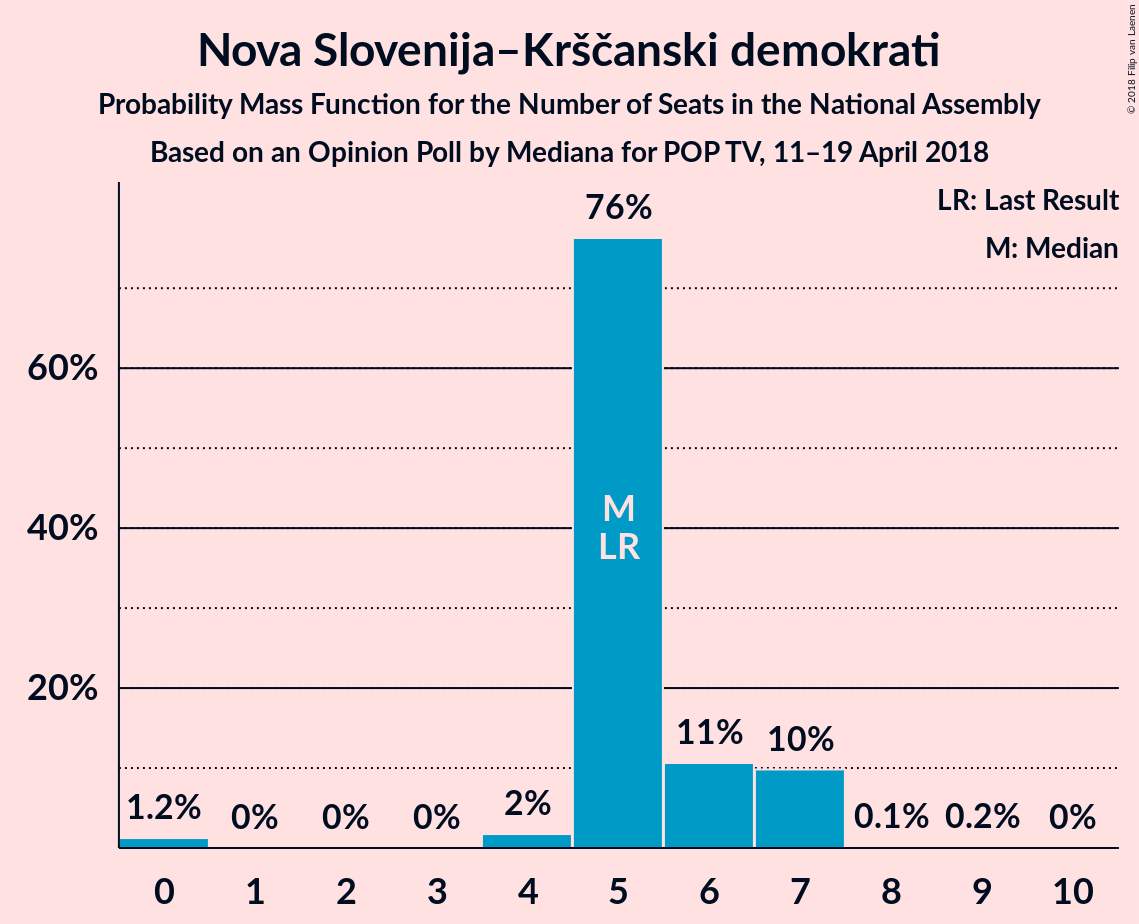 Nova Slovenija–Krščanski demokrati
Probability Mass Function for the Number of Seats in the National Assembly
Based on an Opinion Poll by Mediana for POP TV, 11–19 April 2018
© 2018 Filip van Laenen
LR: Last Result
M: Median
76%
60%
40%
20%
M
LR
1.2%
0%
0%
0%
2%
11%
10%
0.1%
0.2%
0%
0 1 2 3 4 5 6 7 8 9 10